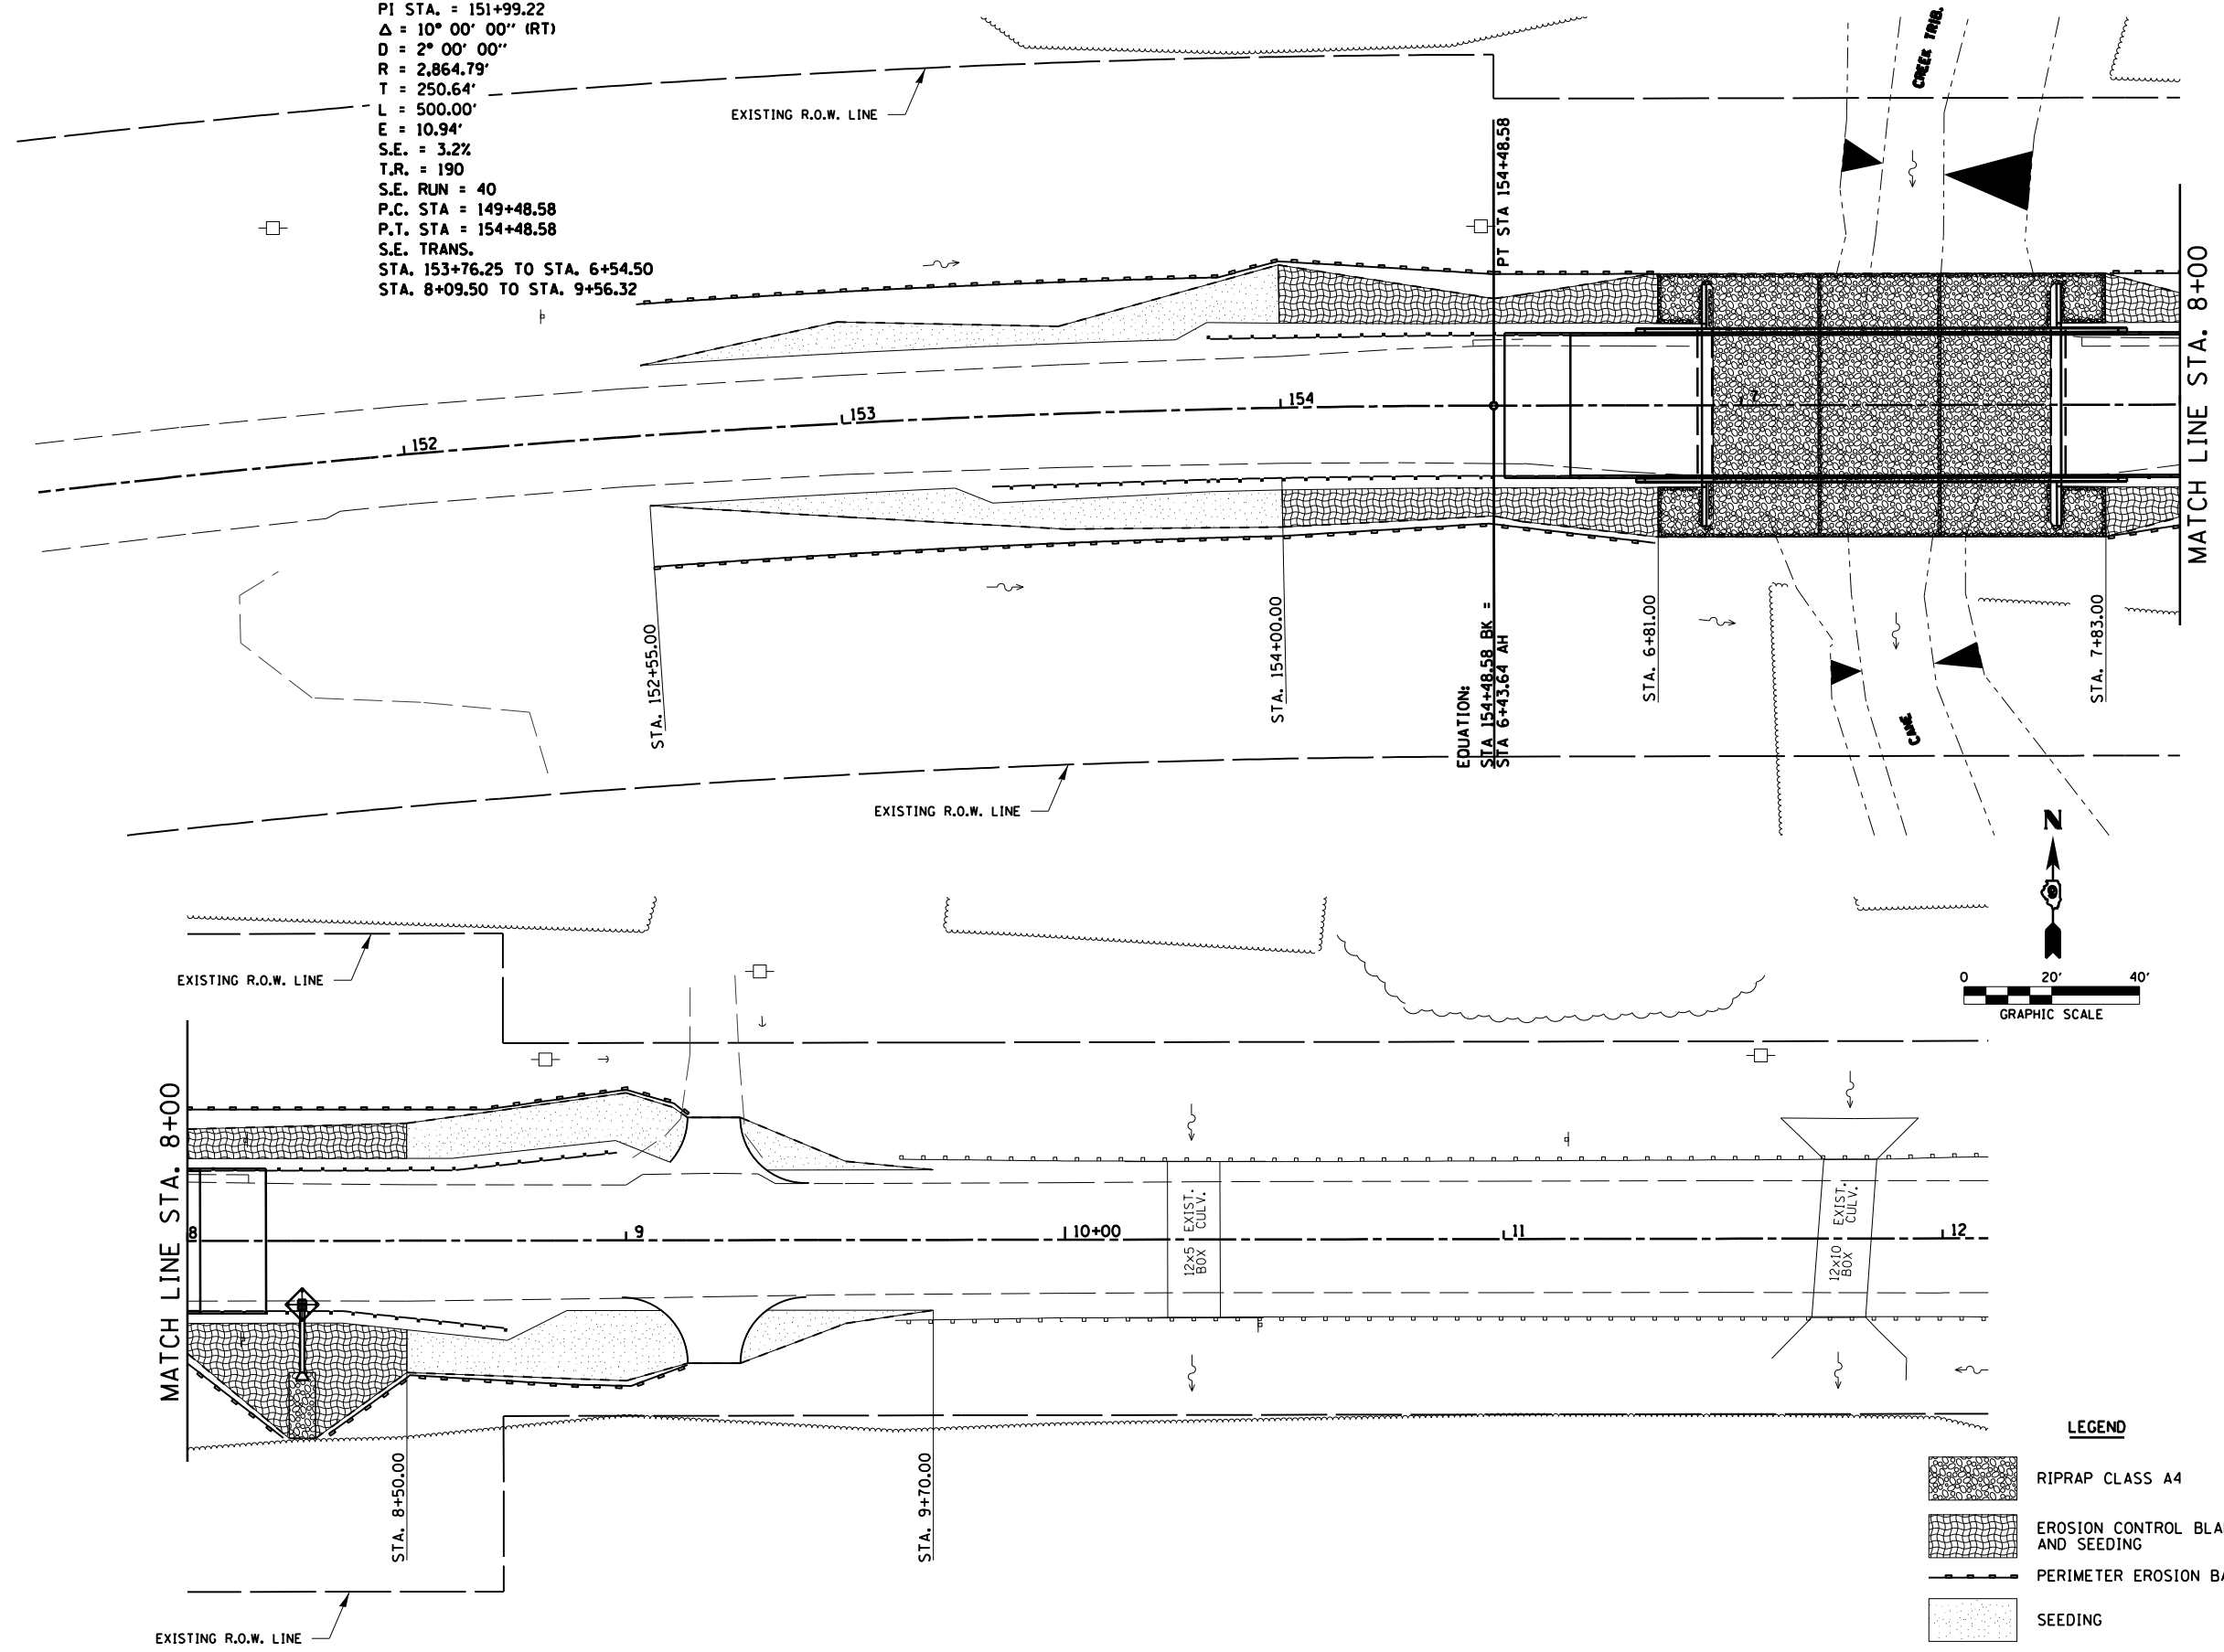 PI STA. = 151+99.22
Δ = 10° 00' 00'' (RT)
D = 2° 00' 00''
R = 2,864.79'
T = 250.64'
L = 500.00'
E = 10.94'
S.E. = 3.2%
T.R. = 190
S.E. RUN = 40
P.C. STA = 149+48.58
P.T. STA = 154+48.58
S.E. TRANS.
STA. 153+76.25 TO STA. 6+54.50
STA. 8+09.50 TO STA. 9+56.32
EXISTING R.O.W. LINE
PT STA 154+48.58
CREEK TRIB.
152
153
154
7
MATCH LINE STA. 8+00
STA. 152+55.00
STA. 154+00.00
EQUATION:
STA 154+48.58 BK =
STA 6+43.64 AH
STA. 6+81.00
STA. 7+83.00
CANE
EXISTING R.O.W. LINE
N
0 20' 40'
GRAPHIC SCALE
EXISTING R.O.W. LINE
MATCH LINE STA. 8+00
8
9
10+00
11
12
12x5 EXIST.
BOX CULV.
12x10 EXIST.
BOX CULV.
STA. 8+50.00
STA. 9+70.00
EXISTING R.O.W. LINE
LEGEND
RIPRAP CLASS A4
EROSION CONTROL
AND SEEDING
PERIMETER EROSION
SEEDING